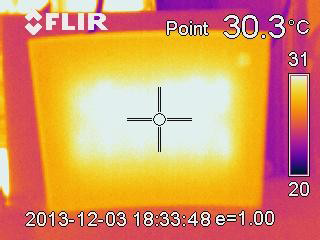 FLIR Point 30.3°C
31
20
2013-12-03 18:33:48 e=1.00